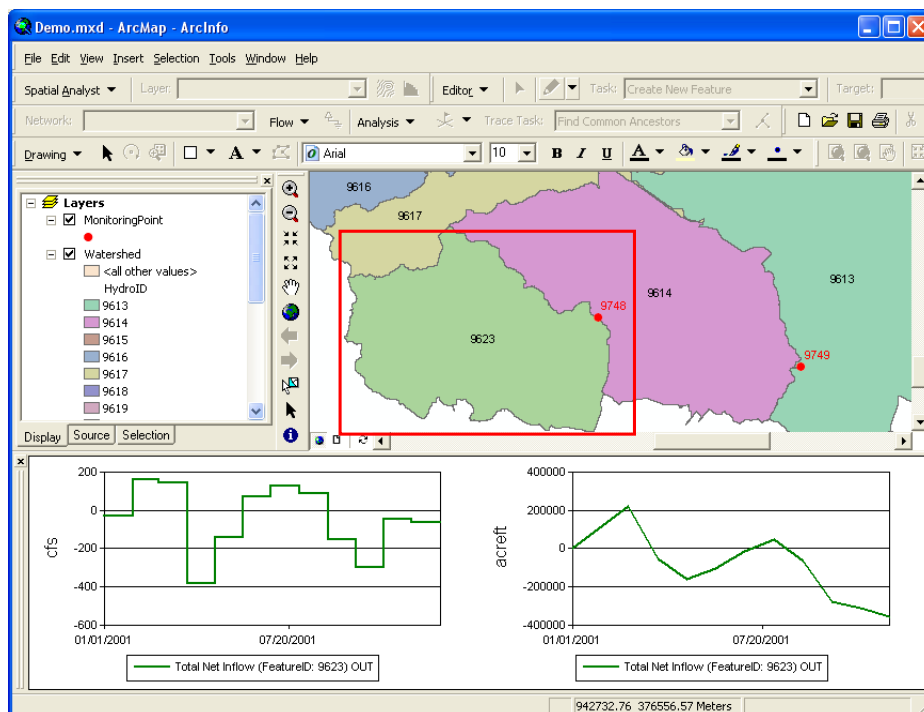 Demo.mxd - ArcMap - ArcInfo
File Edit View Insert Selection Tools Window Help
Spatial Analyst Layer: Editor Task: Create New Feature Target:
Network: Flow Analysis Trace Task: Find Common Ancestors
Drawing A Arial 10 B I U A
Layers
MonitoringPoint
Watershed
<all other values>
HydroID
9613
9614
9615
9616
9617
9618
9619
Display Source Selection
9616
9617
9613
9748
9614
9623
9749
200
0
-200
-400
-600
cfs
01/01/2001 07/20/2001
Total Net Inflow (FeatureID: 9623) OUT
400000
200000
0
-200000
-400000
acreft
01/01/2001 07/20/2001
Total Net Inflow (FeatureID: 9623) OUT
942732.76 376556.57 Meters